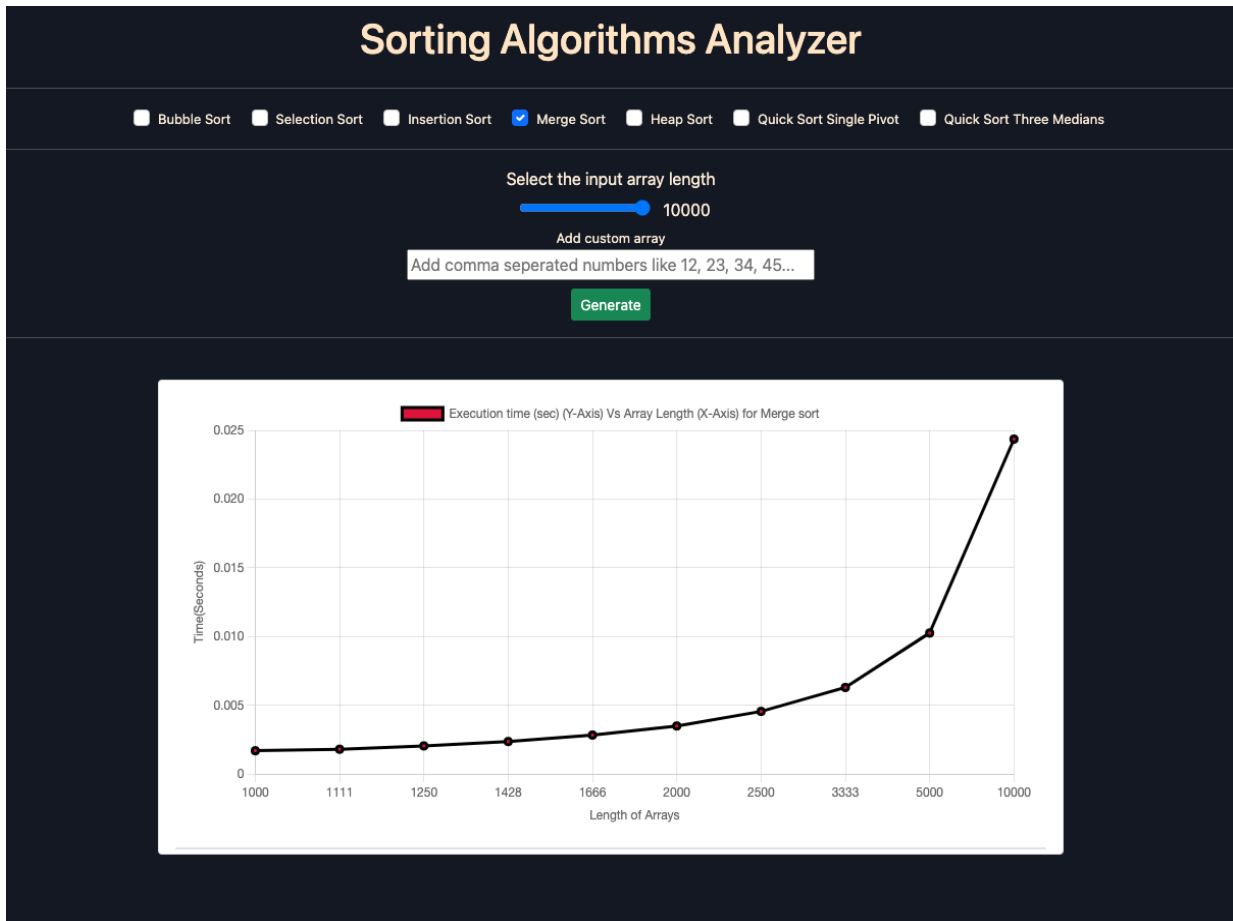 Sorting Algorithms Analyzer
Bubble Sort Selection Sort Insertion Sort Merge Sort Heap Sort Quick Sort Single Pivot Quick Sort Three Medians
Select the input array length
10000
Add custom array
Add comma seperated numbers like 12, 23, 34, 45...
Generate
Execution time (sec) (Y-Axis) Vs Array Length (X-Axis) for Merge sort
0.025
0.020
0.015
0.010
0.005
0
Time(Seconds)
1000 1111 1250 1428 1666 2000 2500 3333 5000 10000
Length of Arrays